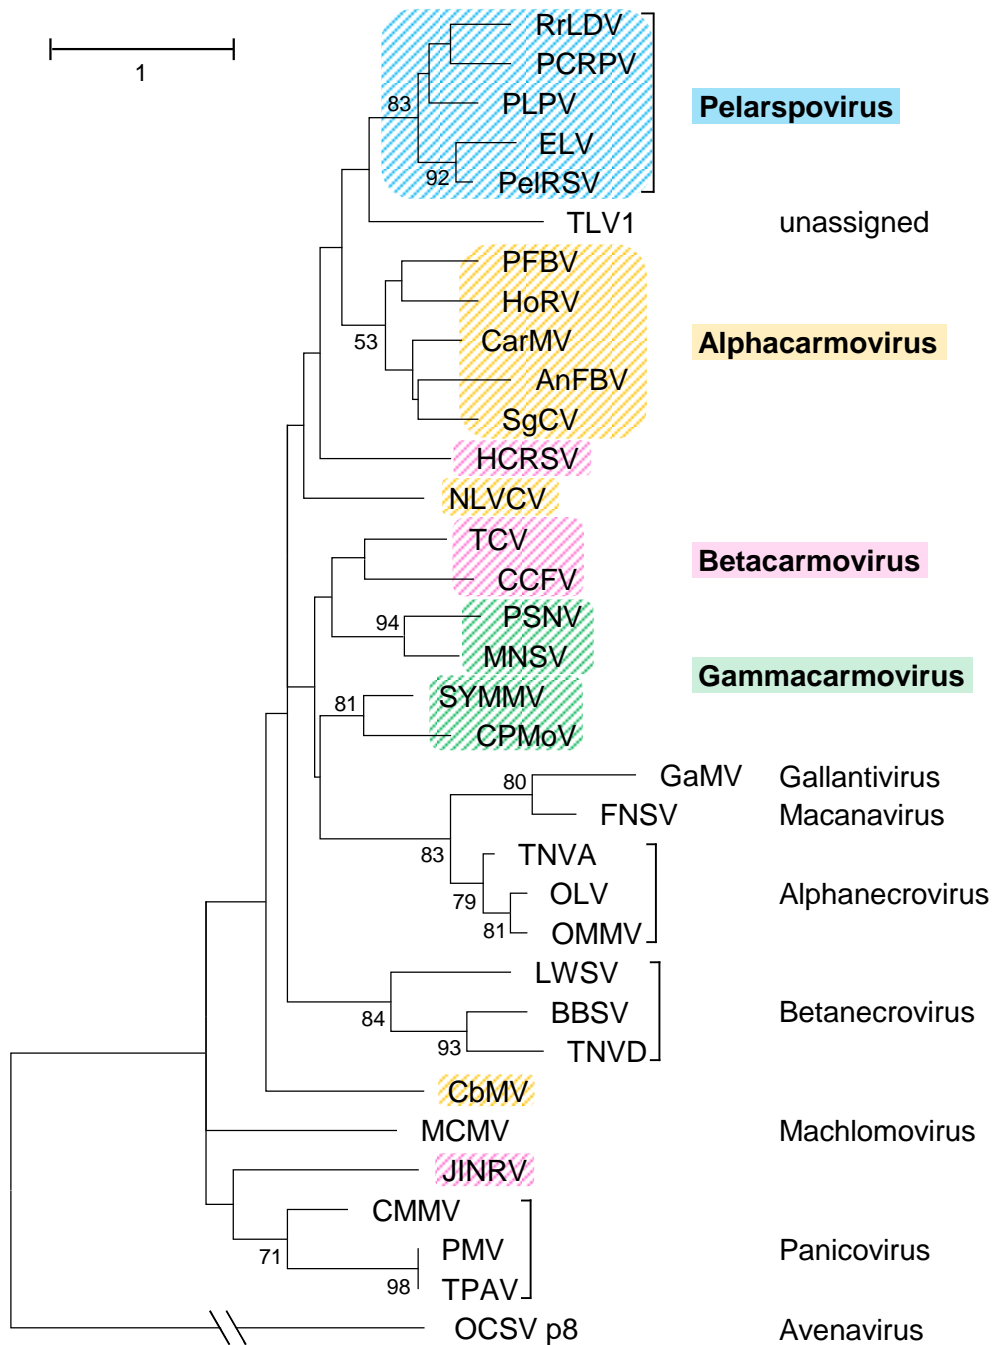 RrLDV
1
PCRPV
83
PLPV
Pelarspovirus
ELV
92
PelRSV
TLV1
unassigned
PFBV
HoRV
53
CarMV
Alphacarmovirus
AnFBV
SgCV
HCRSV
NLVCV
TCV
Betacarmovirus
CCFV
94
PSNV
MNSV
Gammacarmovirus
81
SYMMV
CPMoV
80
GaMV
Gallantivirus
FNSV
Macanavirus
83
TNVA
79
OLV
Alphanecrovirus
81
OMMV
LWSV
84
BBSV
Betanecrovirus
93
TNVD
CbMV
MCMV
Machlomovirus
JINRV
CMMV
71
PMV
Panicovirus
98
TPAV
OCSV p8
Avenavirus